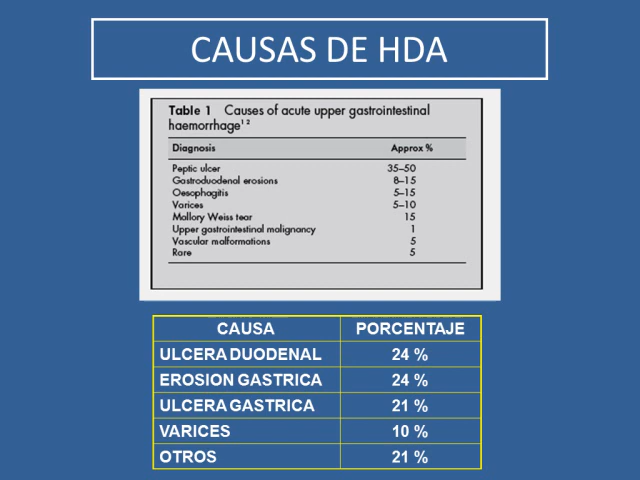 CAUSAS DE HDA
Table 1 Causes of acute upper gastrointestinal
haemorrhage¹ ²
Diagnosis Approx %
Peptic ulcer 35–50
Gastroduodenal erosions 8–15
Oesophagitis 5–15
Varices 5–10
Mallory Weiss tear 15
Upper gastrointestinal malignancy 1
Vascular malformations 5
Rare 5
CAUSA PORCENTAJE
ULCERA DUODENAL 24 %
EROSION GASTRICA 24 %
ULCERA GASTRICA 21 %
VARICES 10 %
OTROS 21 %